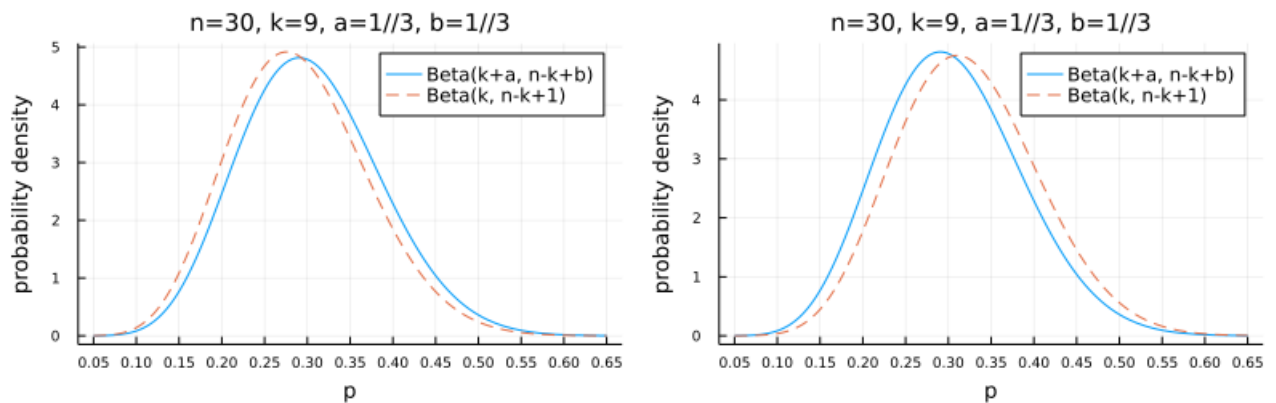 n=30, k=9, a=1//3, b=1//3
probability density
5
4
3
2
1
0
Beta(k+a, n-k+b)
Beta(k, n-k+1)
0.05 0.10 0.15 0.20 0.25 0.30 0.35 0.40 0.45 0.50 0.55 0.60 0.65
p
n=30, k=9, a=1//3, b=1//3
probability density
4
3
2
1
0
Beta(k+a, n-k+b)
Beta(k, n-k+1)
0.05 0.10 0.15 0.20 0.25 0.30 0.35 0.40 0.45 0.50 0.55 0.60 0.65
p